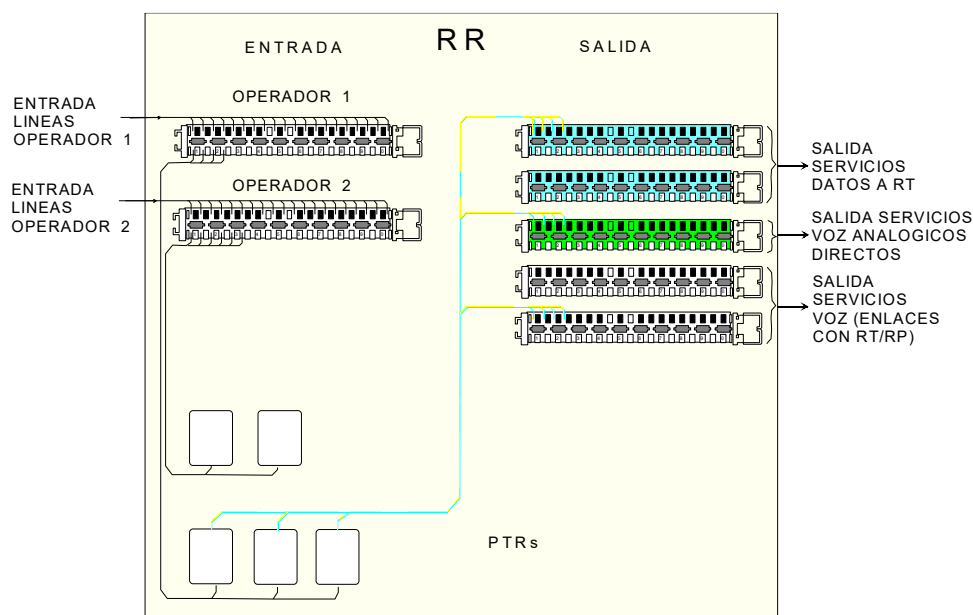 RR
ENTRADA
SALIDA
OPERADOR 1
ENTRADA
LINEAS
OPERADOR 1
OPERADOR 2
ENTRADA
LINEAS
OPERADOR 2
SALIDA
SERVICIOS
DATOS A RT
SALIDA SERVICIOS
VOZ ANALOGICOS
DIRECTOS
SALIDA
SERVICIOS
VOZ (ENLACES
CON RT/RP)
PTRs